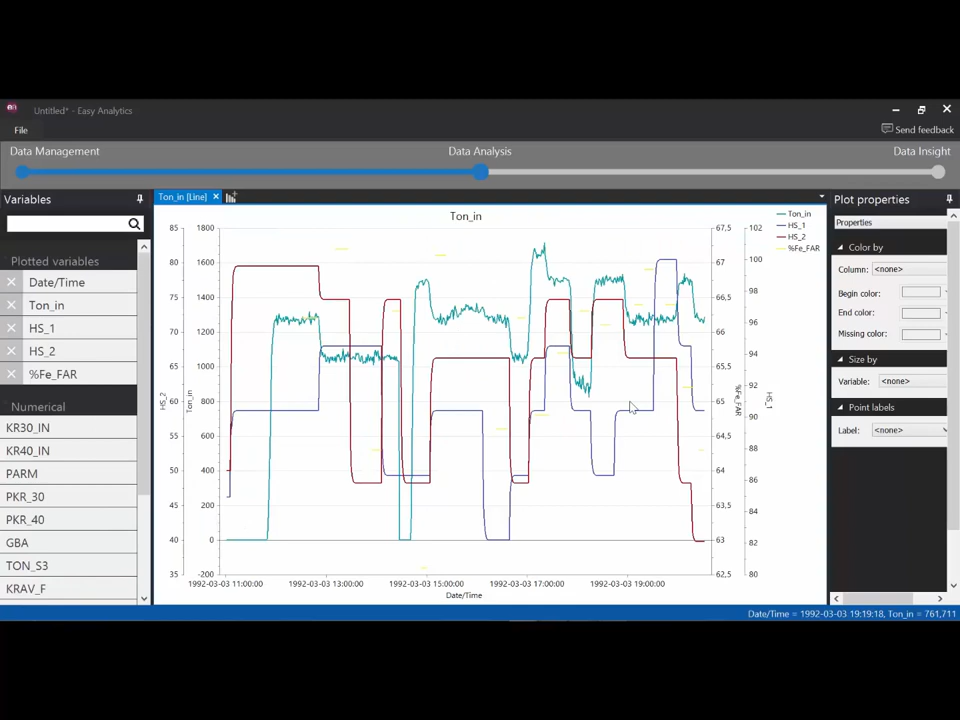 Untitled* - Easy Analytics
File
Send feedback
Data Management
Data Analysis
Data Insight
Variables
Ton_in [Line]
Plot properties
Plotted variables
Date/Time
Ton_in
HS_1
HS_2
%Fe_FAR
Numerical
KR30_IN
KR40_IN
PARM
PKR_30
PKR_40
GBA
TON_S3
KRAV_F
Ton_in
Ton_in
HS_1
HS_2
%Fe_FAR
85
80
75
70
65
60
55
50
45
40
35
HS_2
1800
1600
1400
1200
1000
800
600
400
200
0
-200
Ton_in
67,5
67
66,5
66
65,5
65
64,5
64
63,5
63
62,5
%Fe_FAR
102
100
98
96
94
92
90
88
86
84
82
80
HS_1
1992-03-03 11:00:00
1992-03-03 13:00:00
1992-03-03 15:00:00
1992-03-03 17:00:00
1992-03-03 19:00:00
Date/Time
Properties
Color by
Column: <none>
Begin color:
End color:
Missing color:
Size by
Variable: <none>
Point labels
Label: <none>
Date/Time = 1992-03-03 19:19:18, Ton_in = 761,711